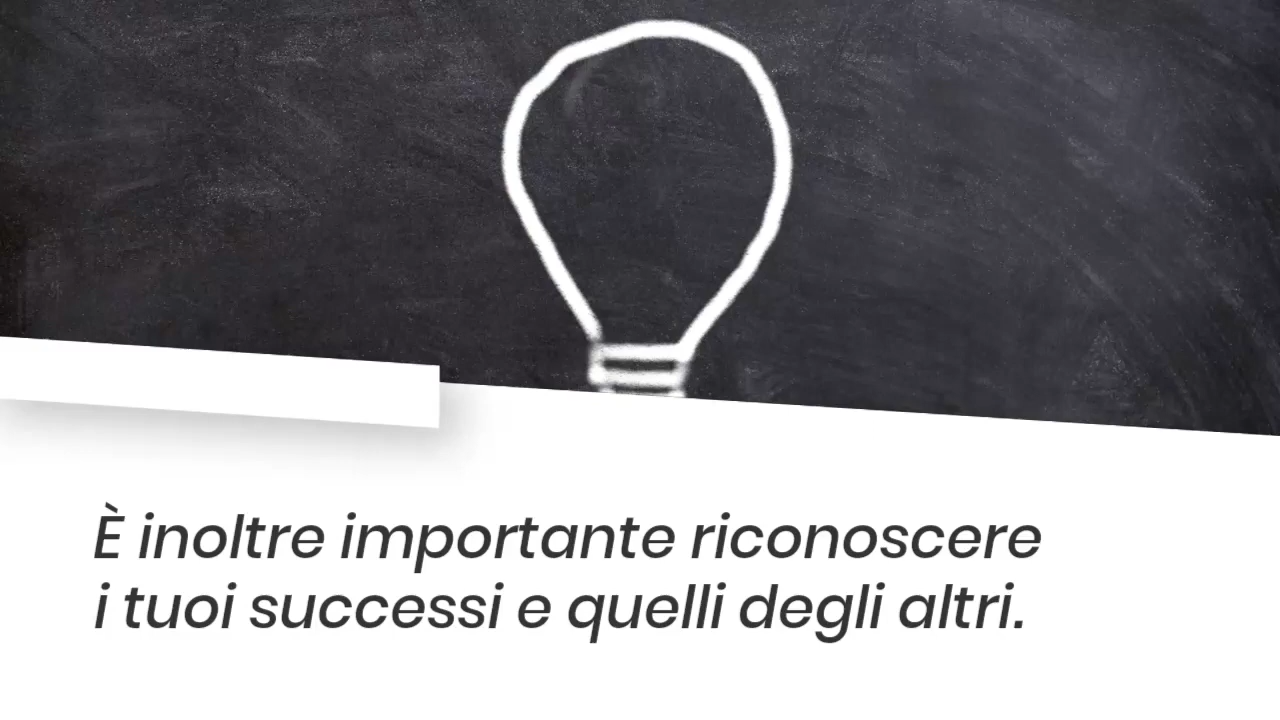 È inoltre importante riconoscere
i tuoi successi e quelli degli altri.